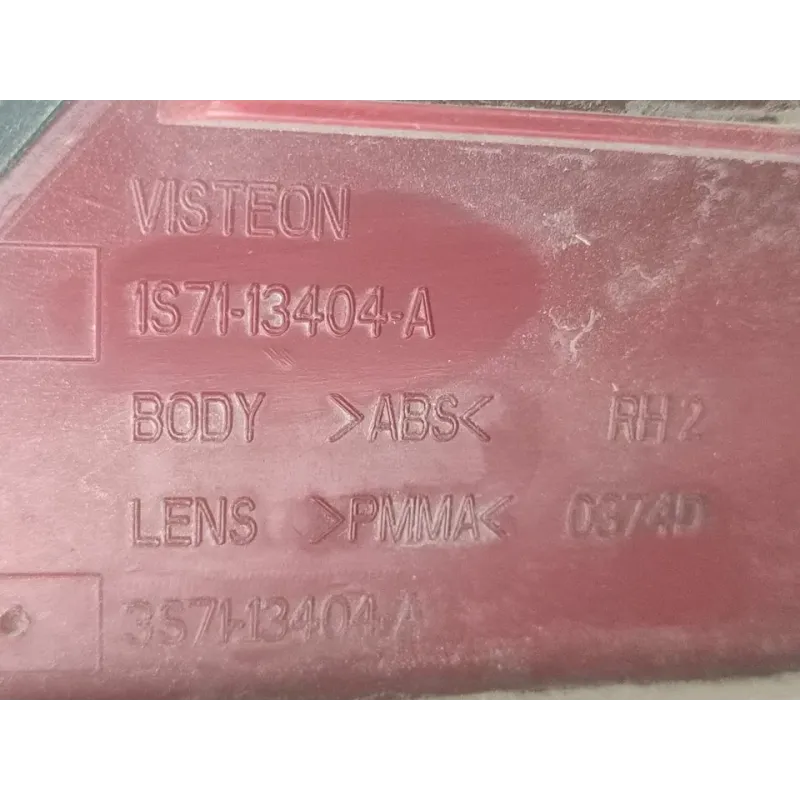 VISTEON
1S71-13404-A
BODY >ABS< RH 2
LENS >PMMA< 0374D
3S71-13404-A